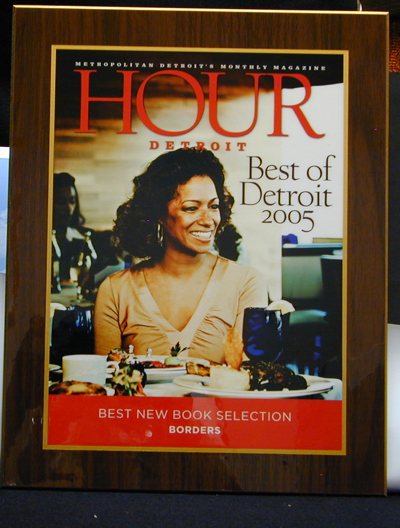 METROPOLITAN DETROIT'S MONTHLY MAGAZINE
HOUR
DETROIT
Best of
Detroit
2005
BEST NEW BOOK SELECTION
BORDERS